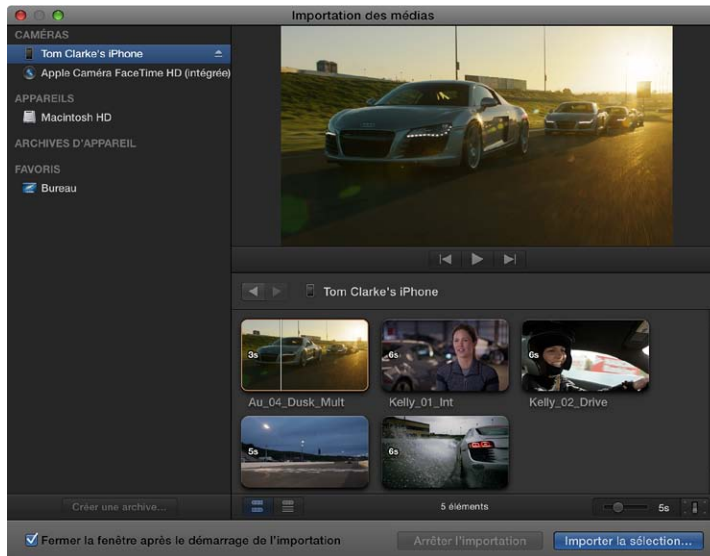 Importation des médias
CAMÉRAS
Tom Clarke's iPhone
Apple Caméra FaceTime HD (intégrée)
APPAREILS
Macintosh HD
ARCHIVES D'APPAREIL
FAVORIS
Bureau
Tom Clarke's iPhone
3s
6s
6s
Au_04_Dusk_Mult
Kelly_01_Int
Kelly_02_Drive
5s
6s
Créer une archive...
5 éléments
5s
Fermer la fenêtre après le démarrage de l'importation
Arrêter l'importation
Importer la sélection...